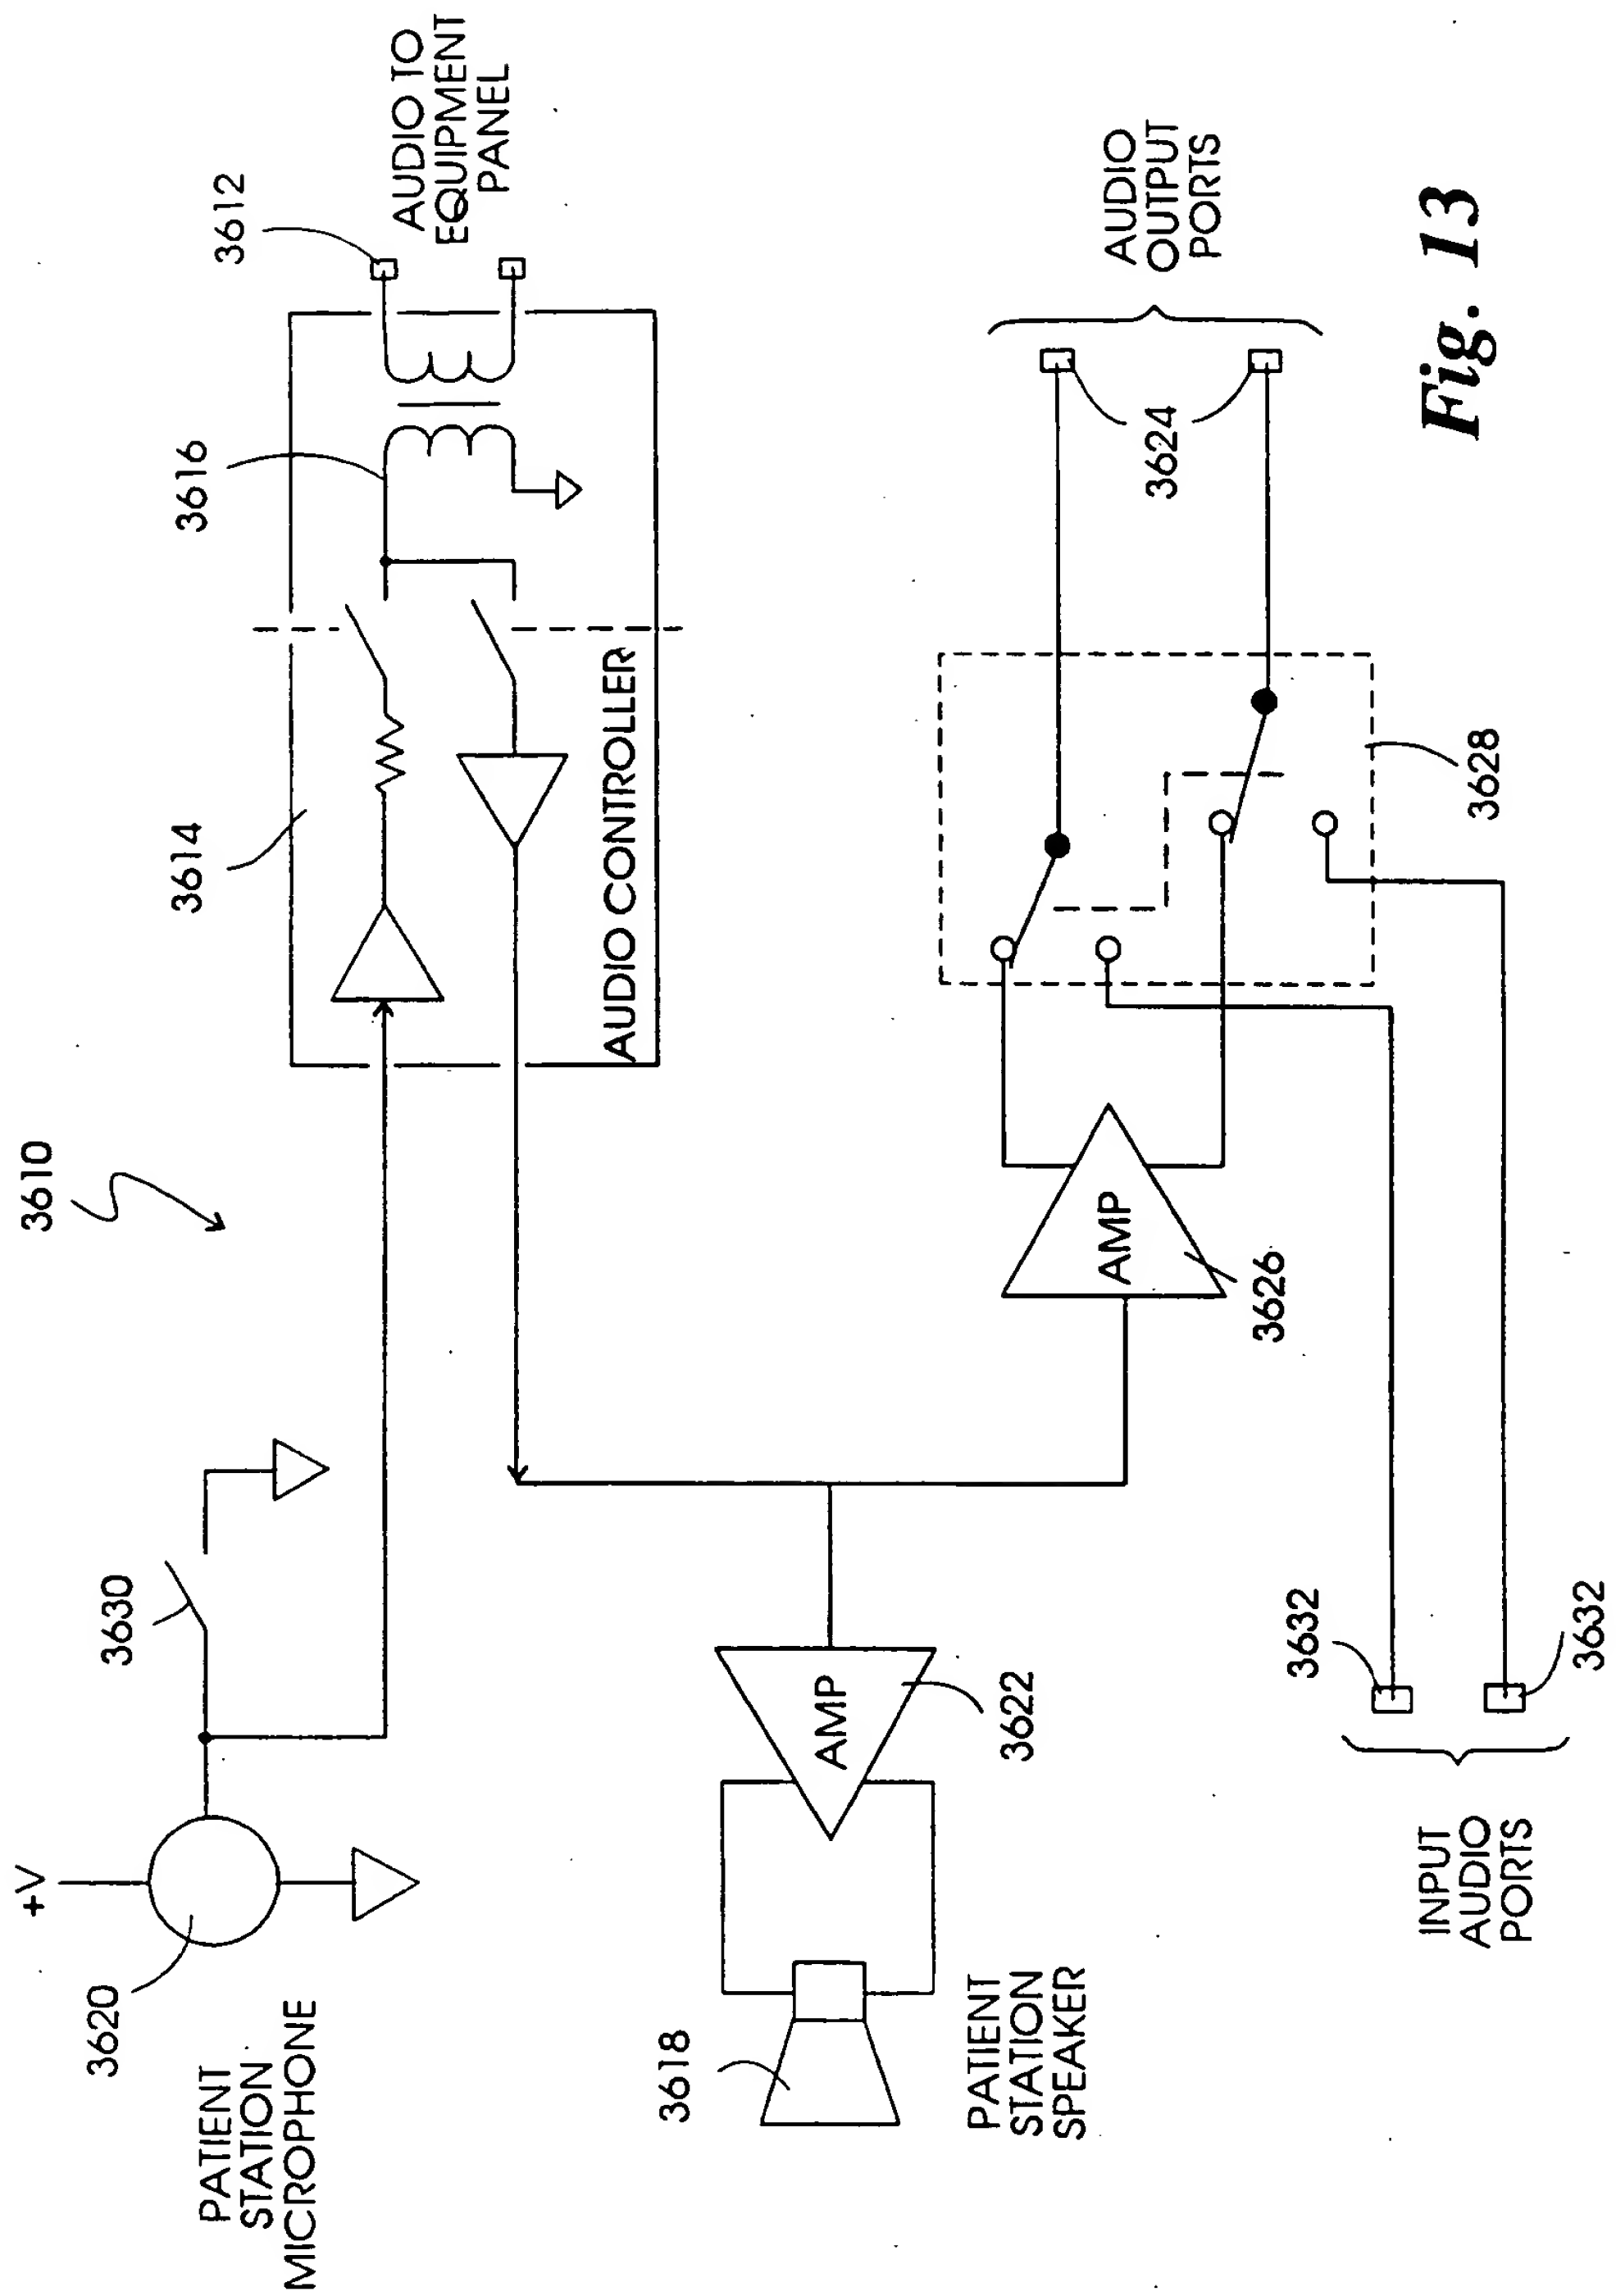 3610
+V
3620
PATIENT
STATION
MICROPHONE
3630
3614
3616
3612
AUDIO TO
EQUIPMENT
PANEL
AUDIO CONTROLLER
3618
PATIENT
STATION
SPEAKER
AMP
3622
AMP
3626
3628
3624
AUDIO
OUTPUT
PORTS
INPUT
AUDIO
PORTS
3632
3632
Fig. 13